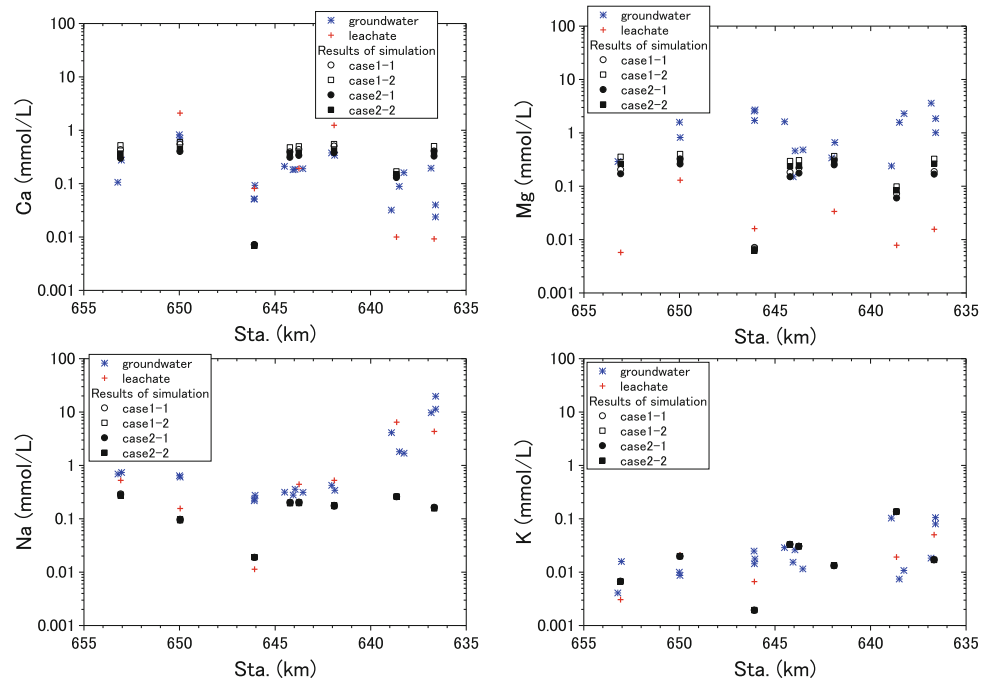 groundwater
leachate
Results of simulation
case1-1
case1-2
case2-1
case2-2
100
10
1
0.1
0.01
0.001
Ca (mmol/L)
655 650 645 640 635
Sta. (km)
groundwater
leachate
Results of simulation
case1-1
case1-2
case2-1
case2-2
100
10
1
0.1
0.01
0.001
Mg (mmol/L)
655 650 645 640 635
Sta. (km)
groundwater
leachate
Results of simulation
case1-1
case1-2
case2-1
case2-2
100
10
1
0.1
0.01
0.001
Na (mmol/L)
655 650 645 640 635
Sta. (km)
groundwater
leachate
Results of simulation
case1-1
case1-2
case2-1
case2-2
100
10
1
0.1
0.01
0.001
K (mmol/L)
655 650 645 640 635
Sta. (km)